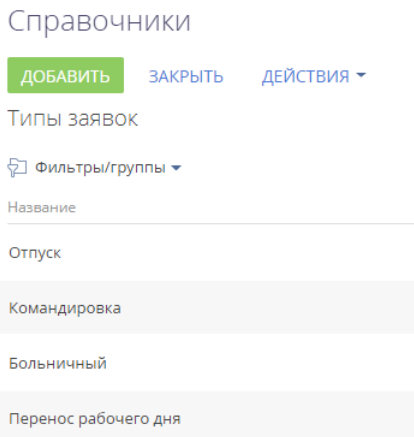 Справочники
ДОБАВИТЬ ЗАКРЫТЬ ДЕЙСТВИЯ
Типы заявок
Фильтры/группы
Название
Отпуск
Командировка
Больничный
Перенос рабочего дня